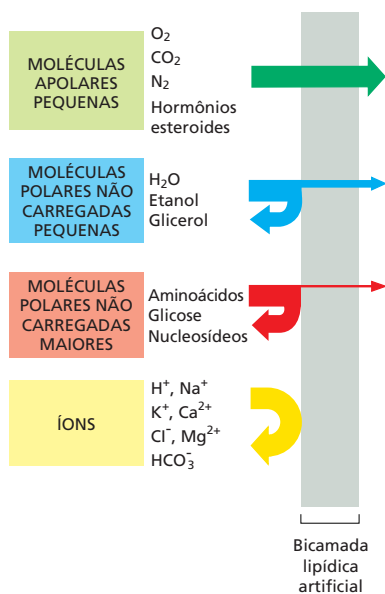 MOLÉCULAS
APOLARES
PEQUENAS
O₂
CO₂
N₂
Hormônios
esteroides
MOLÉCULAS
POLARES NÃO
CARREGADAS
PEQUENAS
H₂O
Etanol
Glicerol
MOLÉCULAS
POLARES NÃO
CARREGADAS
MAIORES
Aminoácidos
Glicose
Nucleosídeos
ÍONS
H⁺, Na⁺
K⁺, Ca²⁺
Cl⁻, Mg²⁺
HCO₃⁻
Bicamada
lipídica
artificial